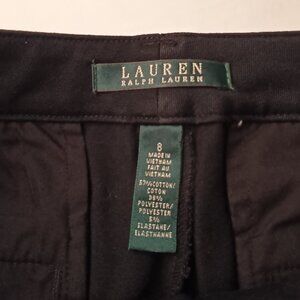 LAUREN
RALPH LAUREN
8
MADE IN
VIETNAM
FAIT AU
VIETNAM
57% COTTON/
COTON
38%
POLYESTER/
POLYESTER
5%
ELASTANE/
ELASTHANNE